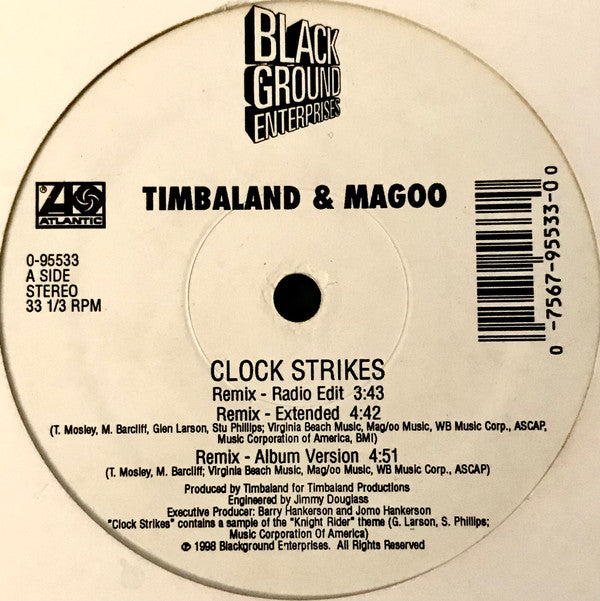 BLACK
GROUND
ENTERPRISES
TIMBALAND & MAGOO
®
ATLANTIC
0-95533
A SIDE
STEREO
33 1/3 RPM
0 -7567-95533-0 0
CLOCK STRIKES
Remix - Radio Edit 3:43
Remix - Extended 4:42
(T. Mosley, M. Barcliff, Glen Larson, Stu Phillips; Virginia Beach Music, Mag/oo Music, WB Music Corp., ASCAP,
Music Corporation of America, BMI)
Remix - Album Version 4:51
(T. Mosley, M. Barcliff; Virginia Beach Music, Mag/oo Music, WB Music Corp., ASCAP)
Produced by Timbaland for Timbaland Productions
Engineered by Jimmy Douglass
Executive Producer: Barry Hankerson and Jomo Hankerson
"Clock Strikes" contains a sample of the "Knight Rider" theme (G. Larson, S. Phillips;
Music Corporation Of America)
℗ 1998 Blackground Enterprises. All Rights Reserved